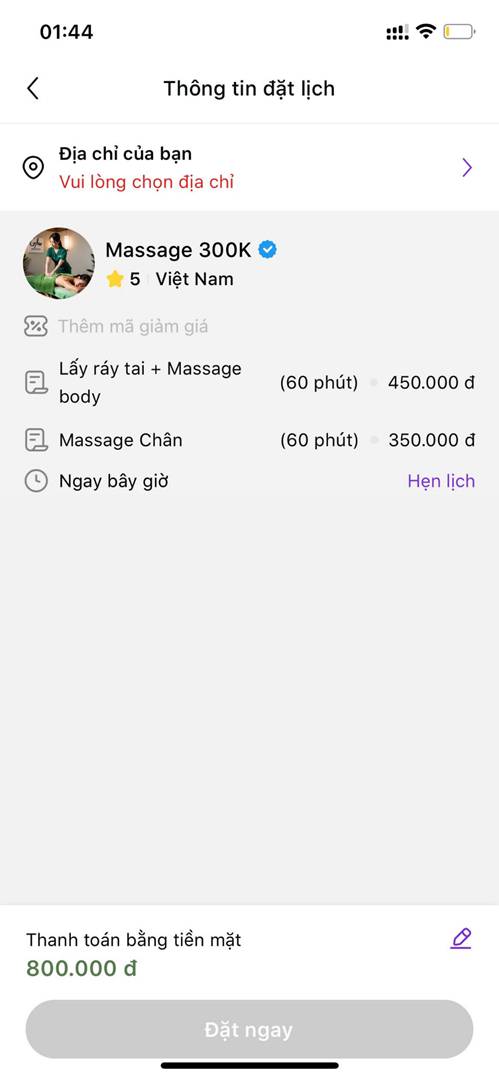 01:44
Thông tin đặt lịch
Địa chỉ của bạn
Vui lòng chọn địa chỉ
Massage 300K
5 Việt Nam
Thêm mã giảm giá
Lấy ráy tai + Massage
body
(60 phút) 450.000 đ
Massage Chân (60 phút) 350.000 đ
Ngay bây giờ Hẹn lịch
Thanh toán bằng tiền mặt
800.000 đ
Đặt ngay